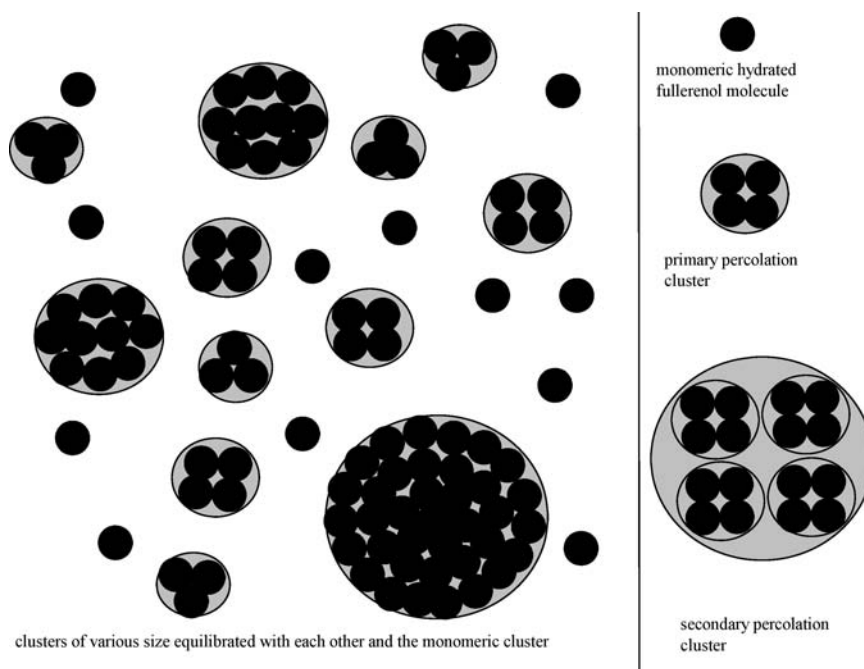 monomeric hydrated
fullerenol molecule
primary percolation
cluster
secondary percolation
cluster
clusters of various size equilibrated with each other and the monomeric cluster